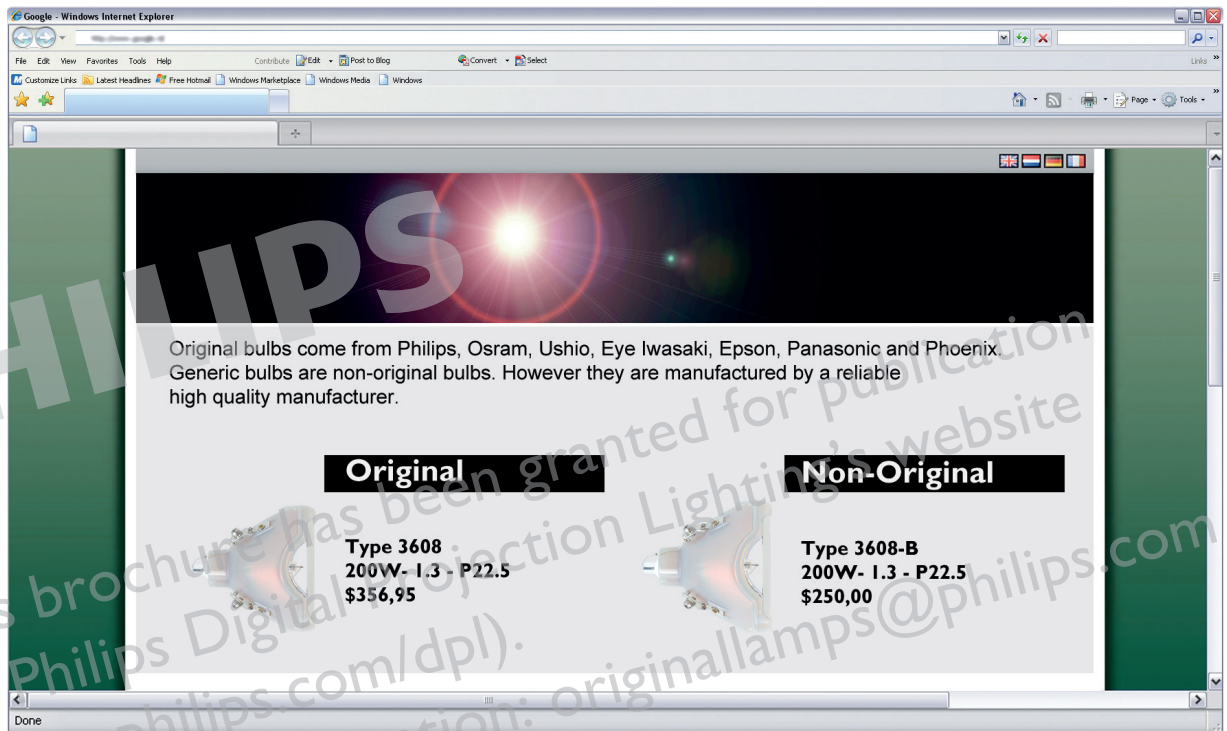 Google - Windows Internet Explorer
File Edit View Favorites Tools Help Contribute Edit Post to Blog Convert Select Links
Customize Links Latest Headlines Free Hotmail Windows Marketplace Windows Media Windows
Page Tools
PHILIPS
Original bulbs come from Philips, Osram, Ushio, Eye Iwasaki, Epson, Panasonic and Phoenix.
Generic bulbs are non-original bulbs. However they are manufactured by a reliable
high quality manufacturer.
Original
Type 3608
200W- 1.3 - P22.5
$356,95
Non-Original
Type 3608-B
200W- 1.3 - P22.5
$250,00
brochure has been granted for publication
Philips Digital Projection Lighting's website
philips.com/dpl).
originallamps@philips.com
Done